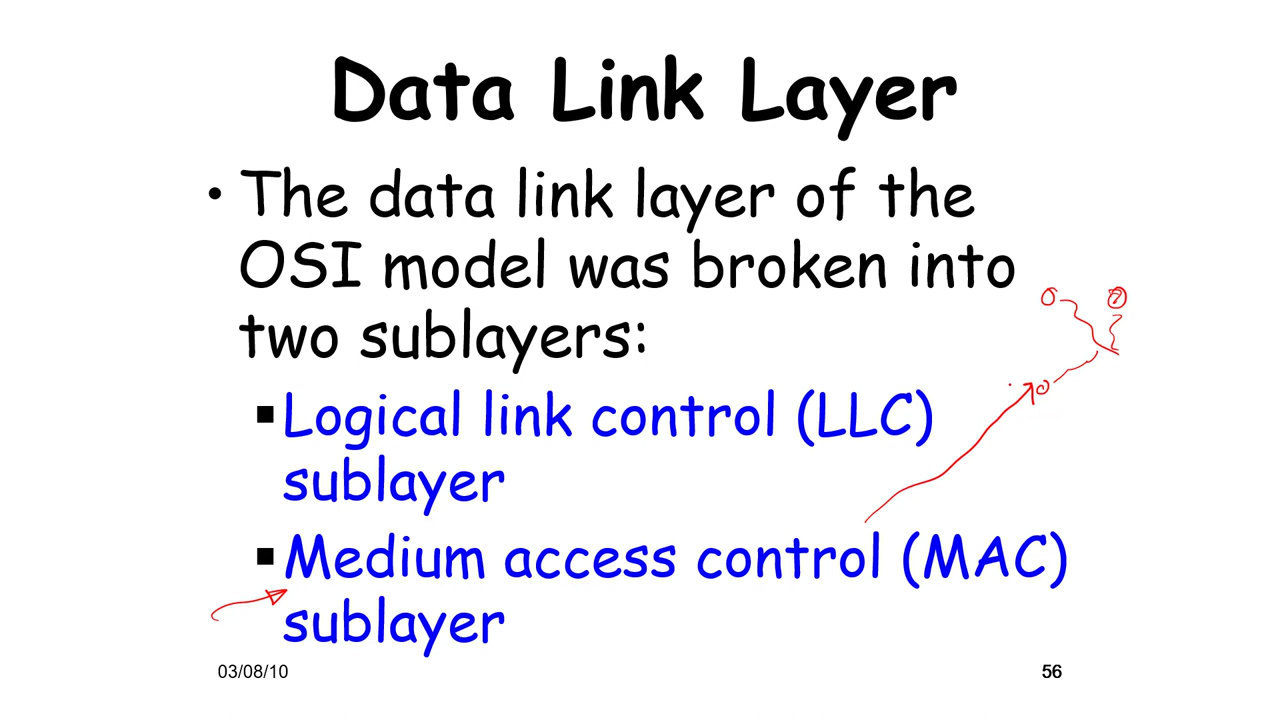 Data Link Layer
• The data link layer of the
OSI model was broken into
two sublayers:
▪ Logical link control (LLC)
sublayer
▪ Medium access control (MAC)
sublayer
03/08/10
56